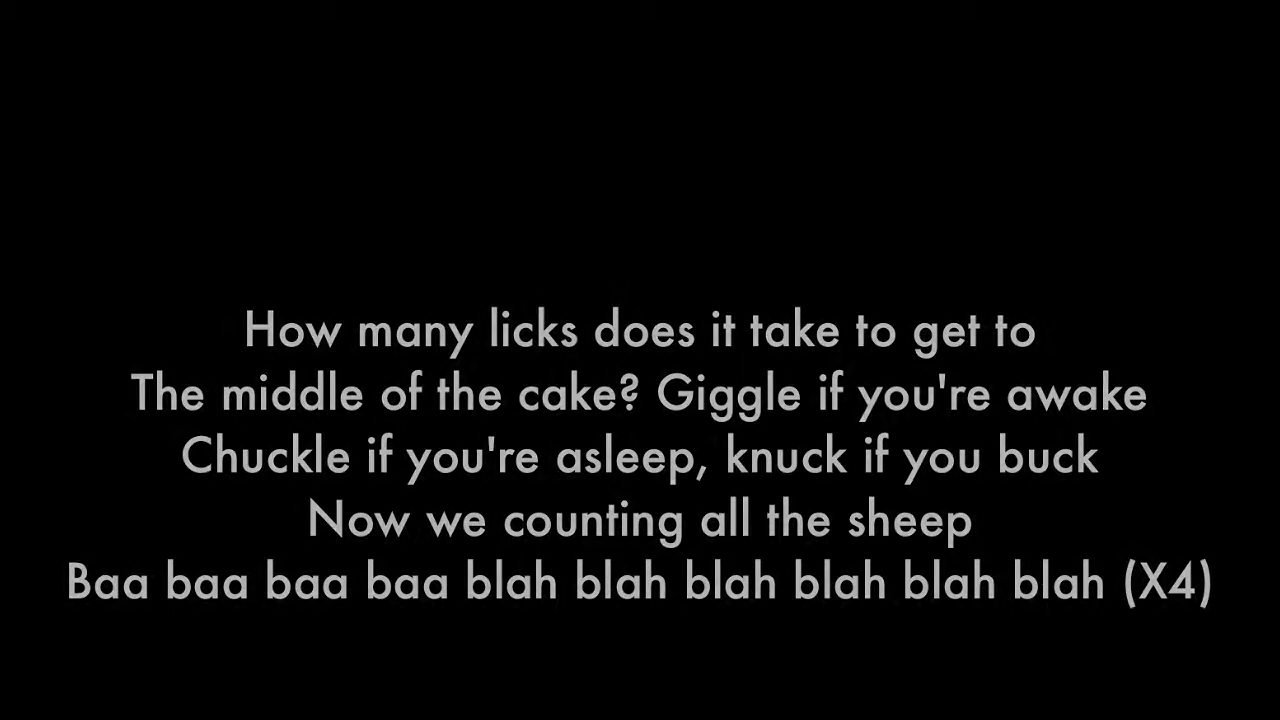 How many licks does it take to get to
The middle of the cake? Giggle if you're awake
Chuckle if you're asleep, knuck if you buck
Now we counting all the sheep
Baa baa baa baa blah blah blah blah blah blah (X4)